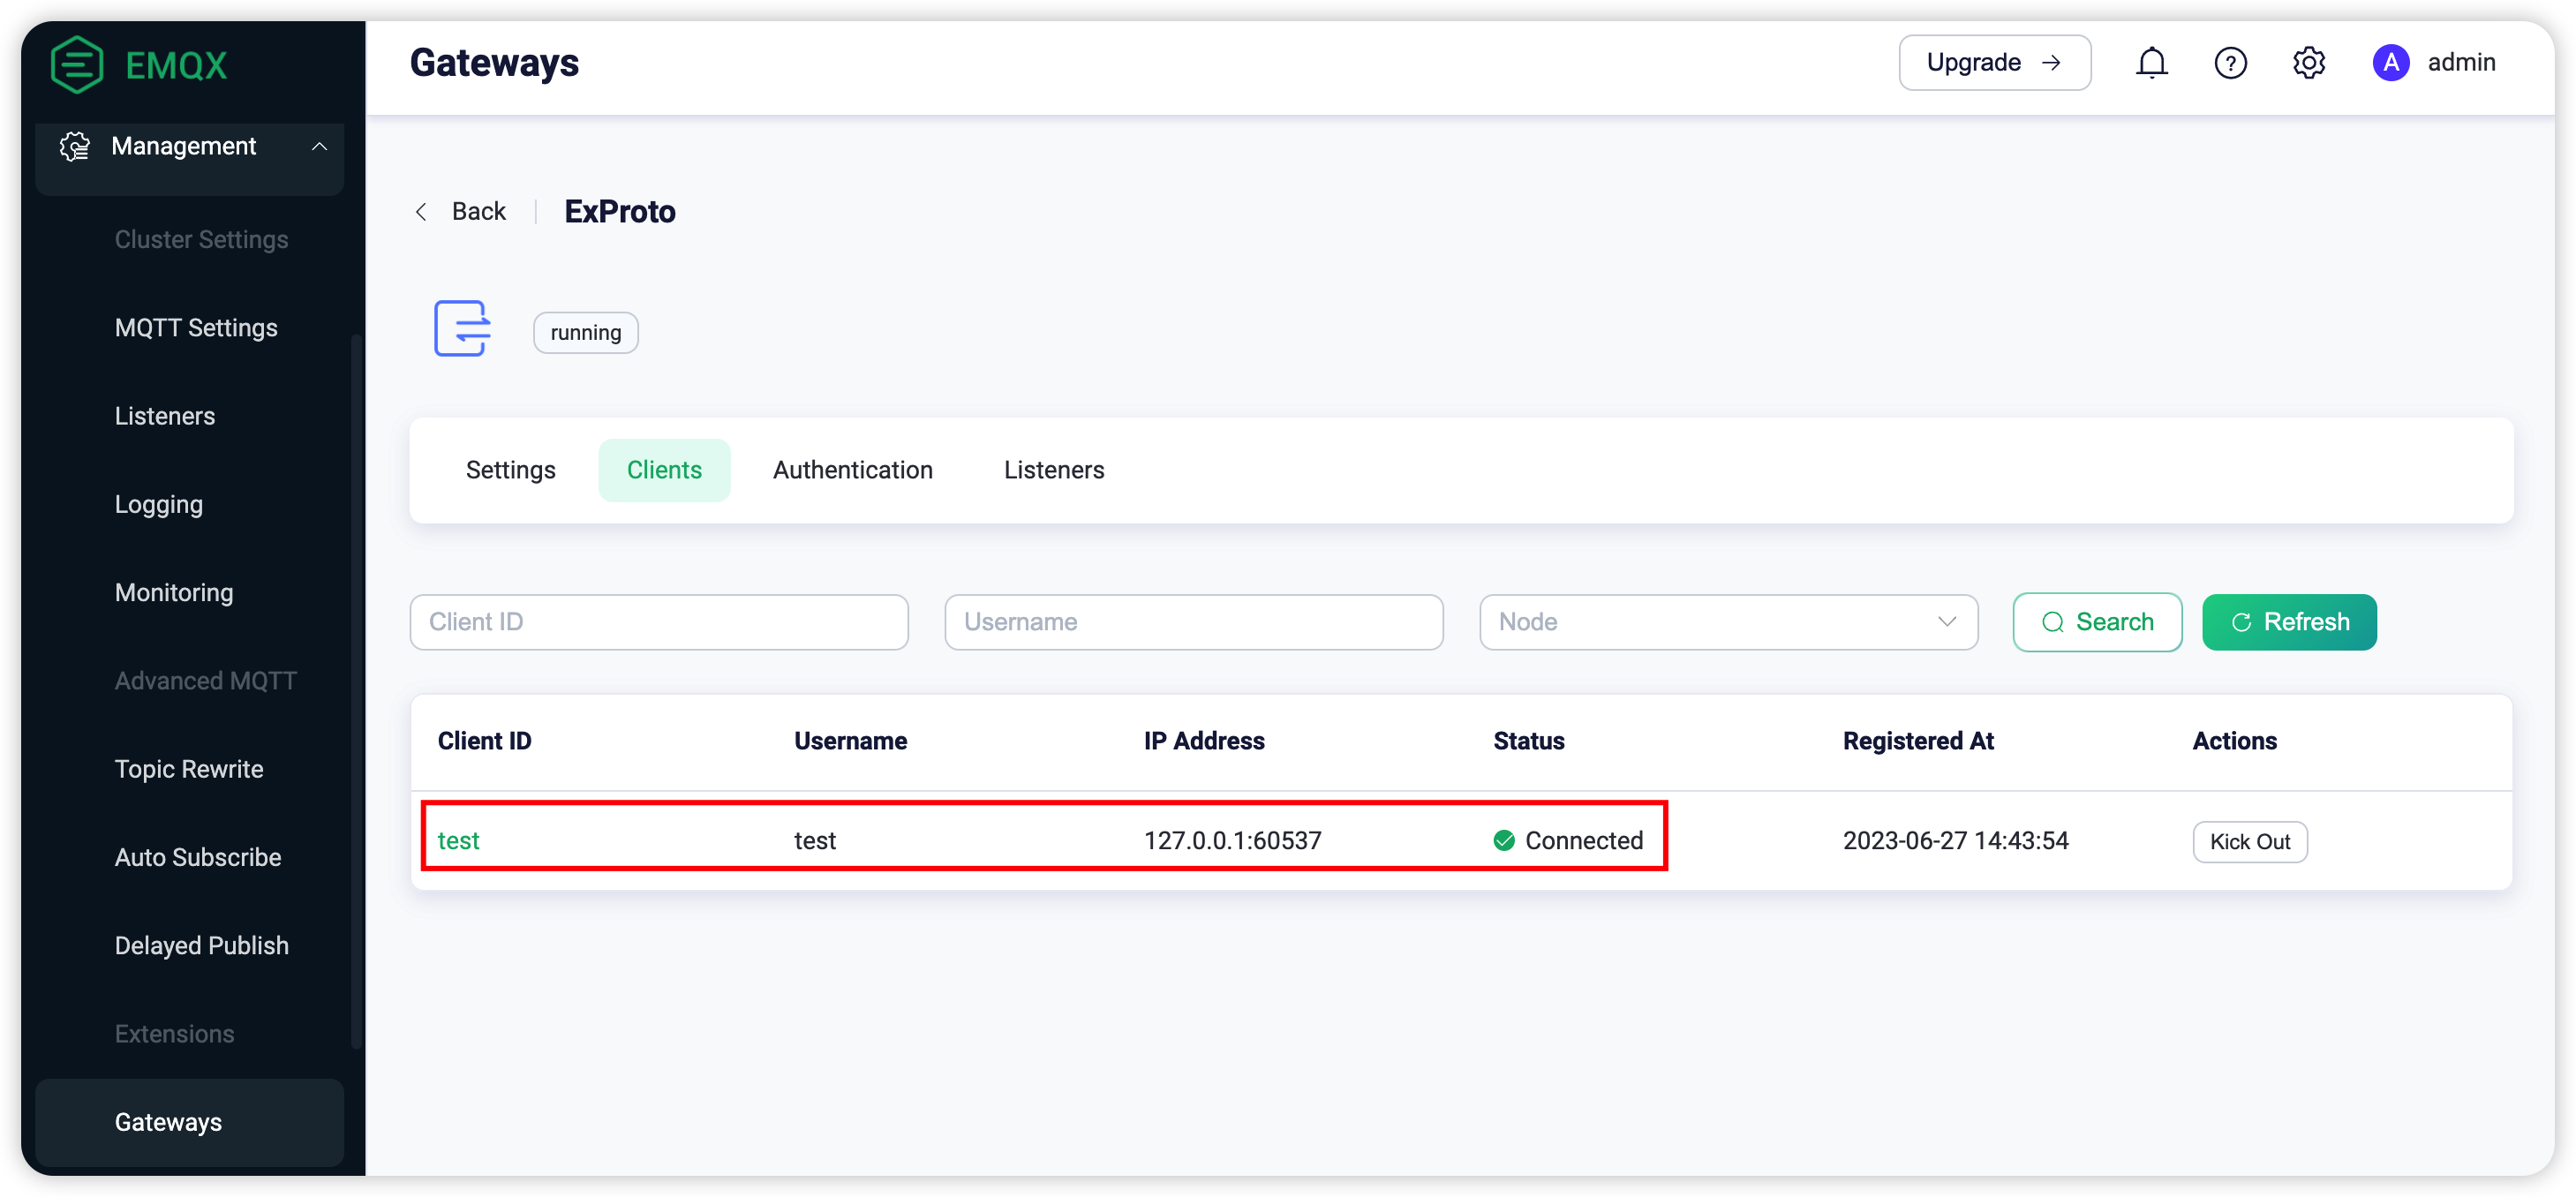 EMQX
Management
Cluster Settings
MQTT Settings
Listeners
Logging
Monitoring
Advanced MQTT
Topic Rewrite
Auto Subscribe
Delayed Publish
Extensions
Gateways
Gateways
Upgrade →
?
A admin
Back | ExProto
running
Settings Clients Authentication Listeners
Client ID Username Node Search Refresh
Client ID Username IP Address Status Registered At Actions
test test 127.0.0.1:60537 Connected 2023-06-27 14:43:54 Kick Out